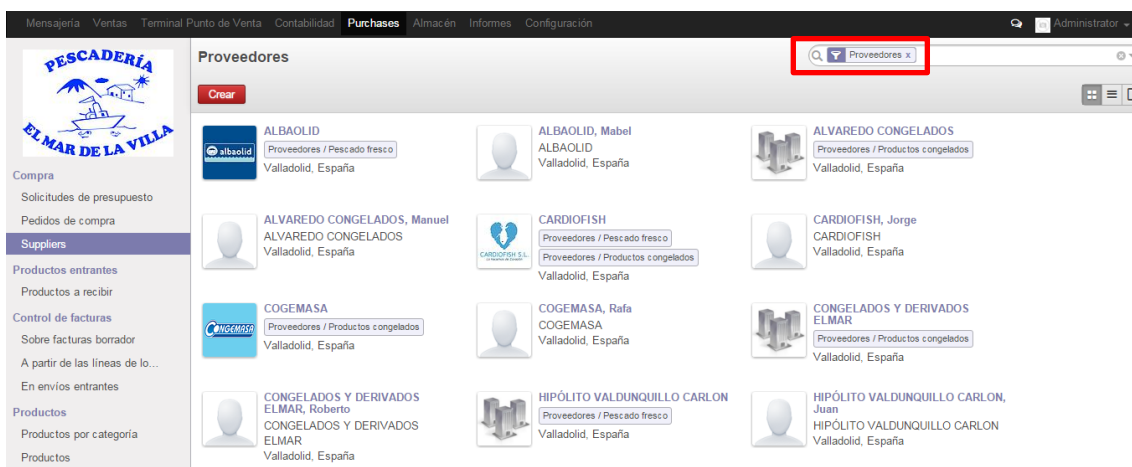 Mensajería Ventas Terminal Punto de Venta Contabilidad Purchases Almacén Informes Configuración Administrator
PESCADERÍA
EL MAR DE LA VILLA
Compra
Solicitudes de presupuesto
Pedidos de compra
Suppliers
Productos entrantes
Productos a recibir
Control de facturas
Sobre facturas borrador
A partir de las líneas de lo...
En envíos entrantes
Productos
Productos por categoría
Productos
Proveedores
Proveedores x
Crear
albaolid
ALBAOLID
Proveedores / Pescado fresco
Valladolid, España
ALBAOLID, Mabel
ALBAOLID
Valladolid, España
ALVAREDO CONGELADOS
Proveedores / Productos congelados
Valladolid, España
ALVAREDO CONGELADOS, Manuel
ALVAREDO CONGELADOS
Valladolid, España
CARDIOFISH S.L.
CARDIOFISH
Proveedores / Pescado fresco
Proveedores / Productos congelados
Valladolid, España
CARDIOFISH, Jorge
CARDIOFISH
Valladolid, España
CONGEMASA
COGEMASA
Proveedores / Productos congelados
Valladolid, España
COGEMASA, Rafa
COGEMASA
Valladolid, España
CONGELADOS Y DERIVADOS
ELMAR
Proveedores / Productos congelados
Valladolid, España
CONGELADOS Y DERIVADOS
ELMAR, Roberto
CONGELADOS Y DERIVADOS
ELMAR
Valladolid, España
HIPÓLITO VALDUNQUILLO CARLON
Proveedores / Pescado fresco
Valladolid, España
HIPÓLITO VALDUNQUILLO CARLON,
Juan
HIPÓLITO VALDUNQUILLO CARLON
Valladolid, España